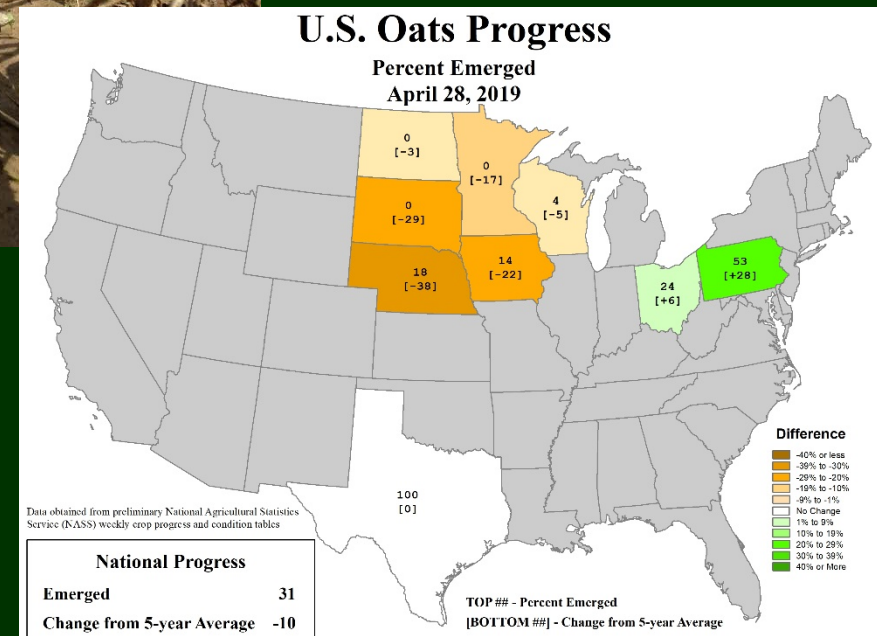 U.S. Oats Progress
Percent Emerged
April 28, 2019
0
[-3]
0
[-17]
4
[-5]
0
[-29]
18
[-38]
14
[-22]
24
[+6]
53
[+28]
100
[0]
Difference
-40% or less
-39% to -30%
-29% to -20%
-19% to -10%
-9% to -1%
No Change
1% to 9%
10% to 19%
20% to 29%
30% to 39%
40% or More
Data obtained from preliminary National Agricultural Statistics
Service (NASS) weekly crop progress and condition tables
National Progress
Emerged 31
Change from 5-year Average -10
TOP ## - Percent Emerged
[BOTTOM ##] - Change from 5-year Average